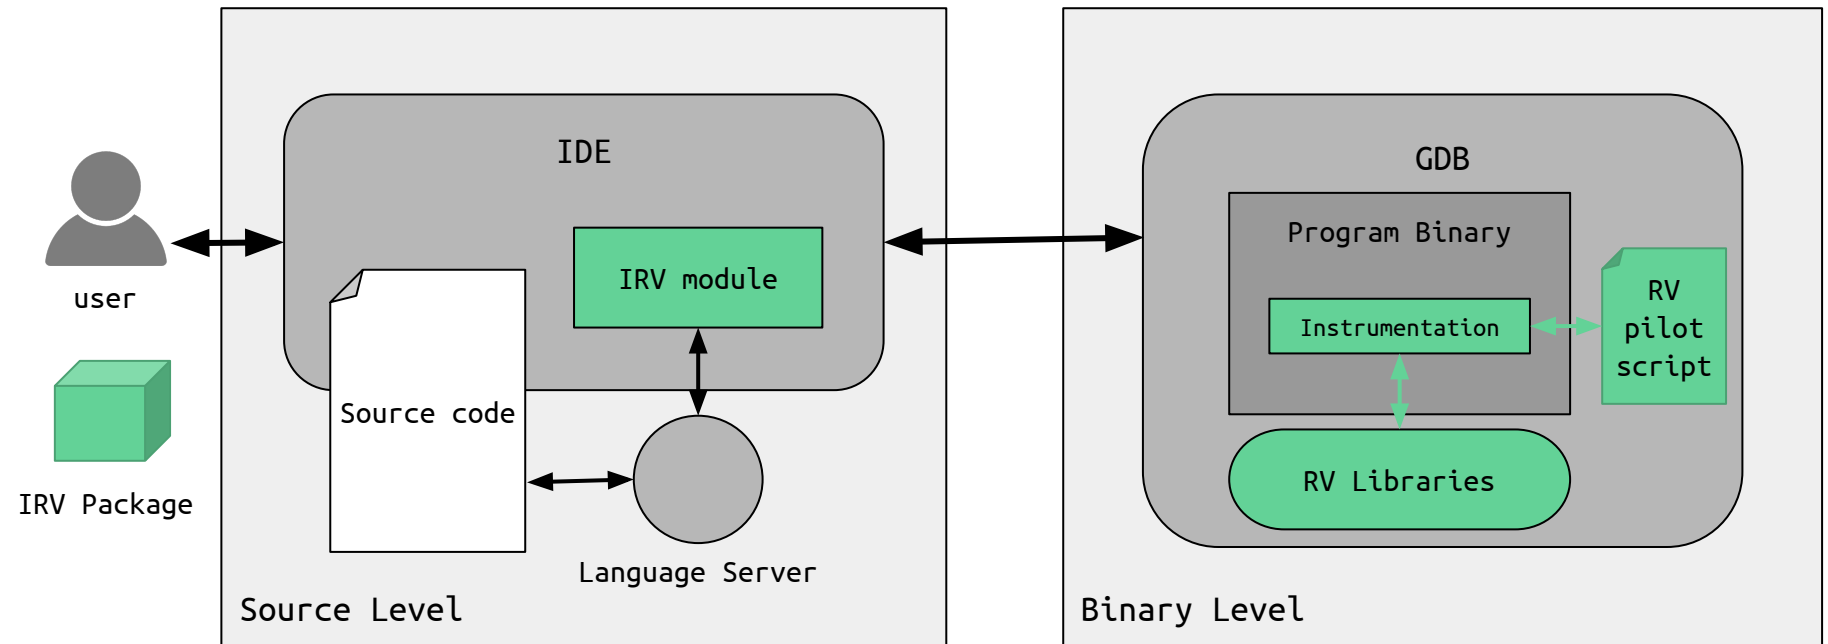 user
IRV Package
IDE
IRV module
Source code
Language Server
Source Level
GDB
Program Binary
Instrumentation
RV
pilot
script
RV Libraries
Binary Level